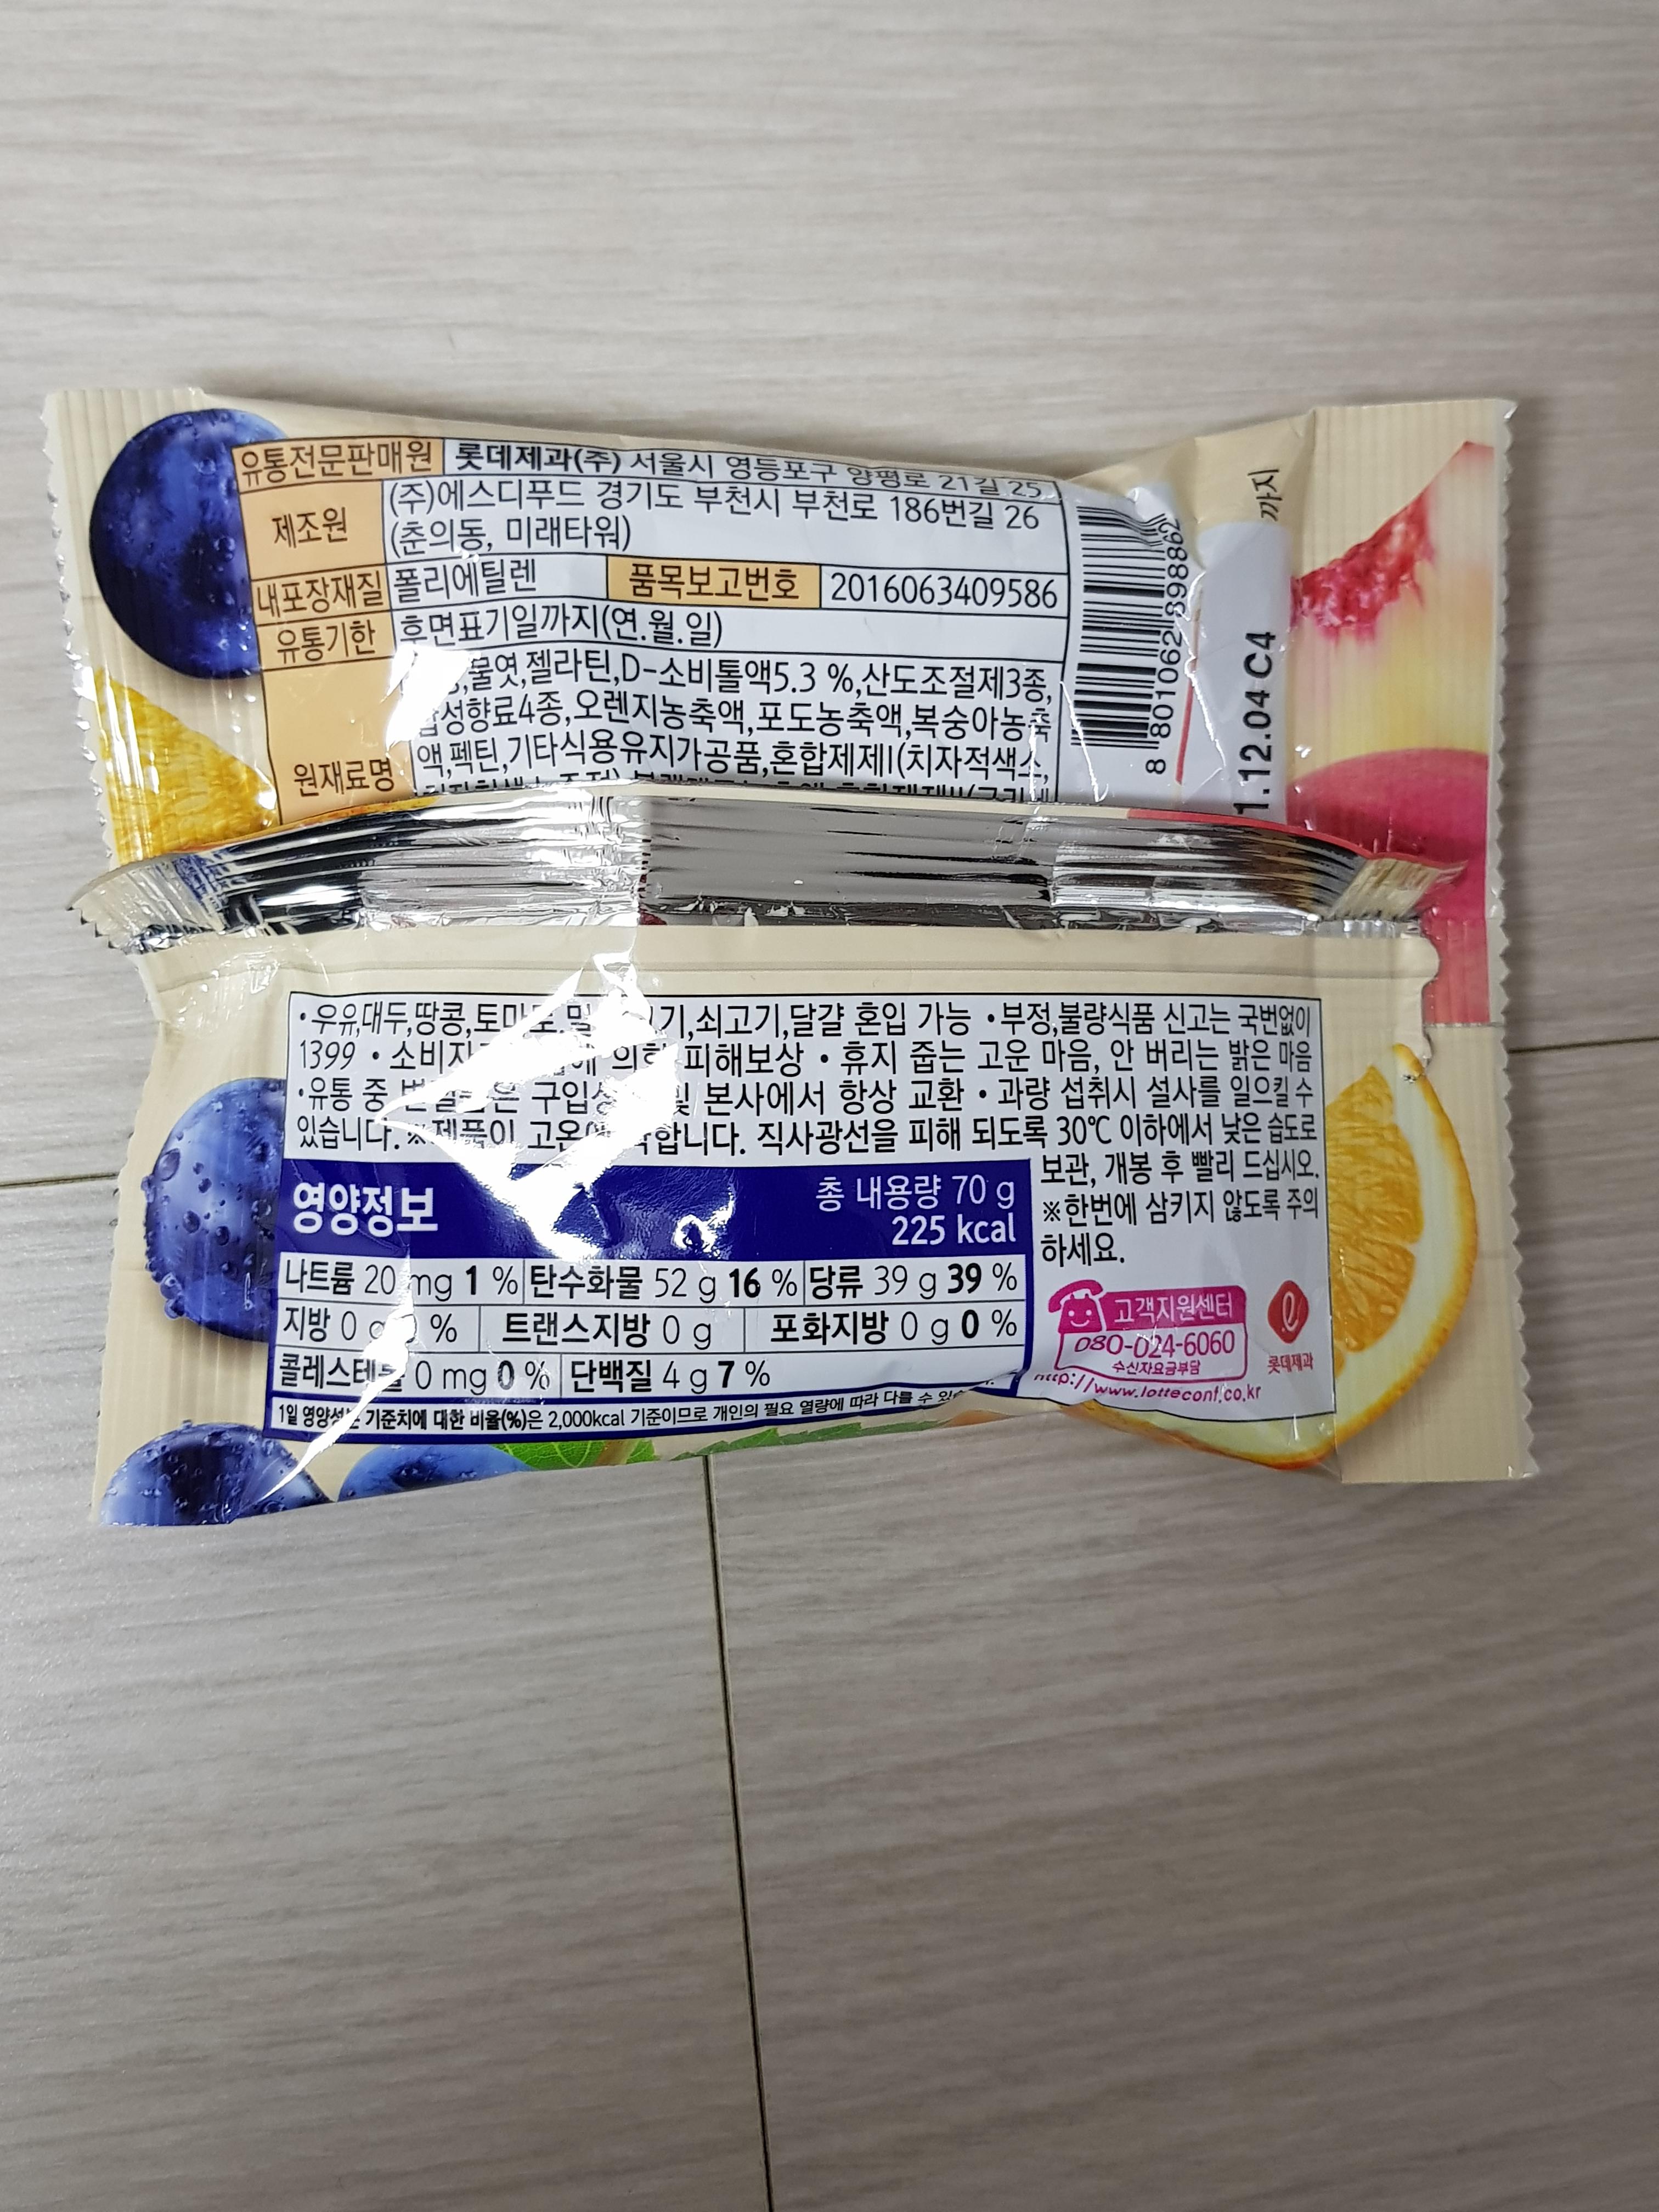 유통전문판매원 롯데제과(주) 서울시 영등포구 양평로 21길 25
제조원 (주)에스디푸드 경기도 부천시 부천로 186번길 26
(춘의동, 미래타워)
내포장재질 폴리에틸렌 품목보고번호 2016063409586
유통기한 후면표기일까지(연.월.일)
원재료명 물엿,젤라틴,D-소비톨액5.3 %,산도조절제3종,
합성향료4종,오렌지농축액,포도농축액,복숭아농축
액,펙틴,기타식용유지가공품,혼합제제I(치자적색소,
8 801062 898862
까지
1.12.04 C4
•우유,대두,땅콩,토마토,밀 쇠고기,달걀 혼입 가능 •부정,불량식품 신고는 국번없이
1399 • 의한 피해보상 • 휴지 줍는 고운 마음, 안 버리는 밝은 마음
•유통 중 및 본사에서 항상 교환 • 과량 섭취시 설사를 일으킬 수
있습니다. ※제품이 직사광선을 피해 되도록 30℃ 이하에서 낮은 습도로
보관, 개봉 후 빨리 드십시오.
※한번에 삼키지 않도록 주의
하세요.
영양정보 총 내용량 70 g
225 kcal
나트륨 20 mg 1 % 탄수화물 52 g 16 % 당류 39 g 39 %
지방 0 g % 트랜스지방 0 g 포화지방 0 g 0 %
콜레스테롤 0 mg 0 % 단백질 4 g 7 %
1일 영양성분 기준치에 대한 비율(%)은 2,000kcal 기준이므로 개인의 필요 열량에 따라 다를 수
고객지원센터
080-024-6060
수신자요금부담
롯데제과
http://www.lotteconf.co.kr